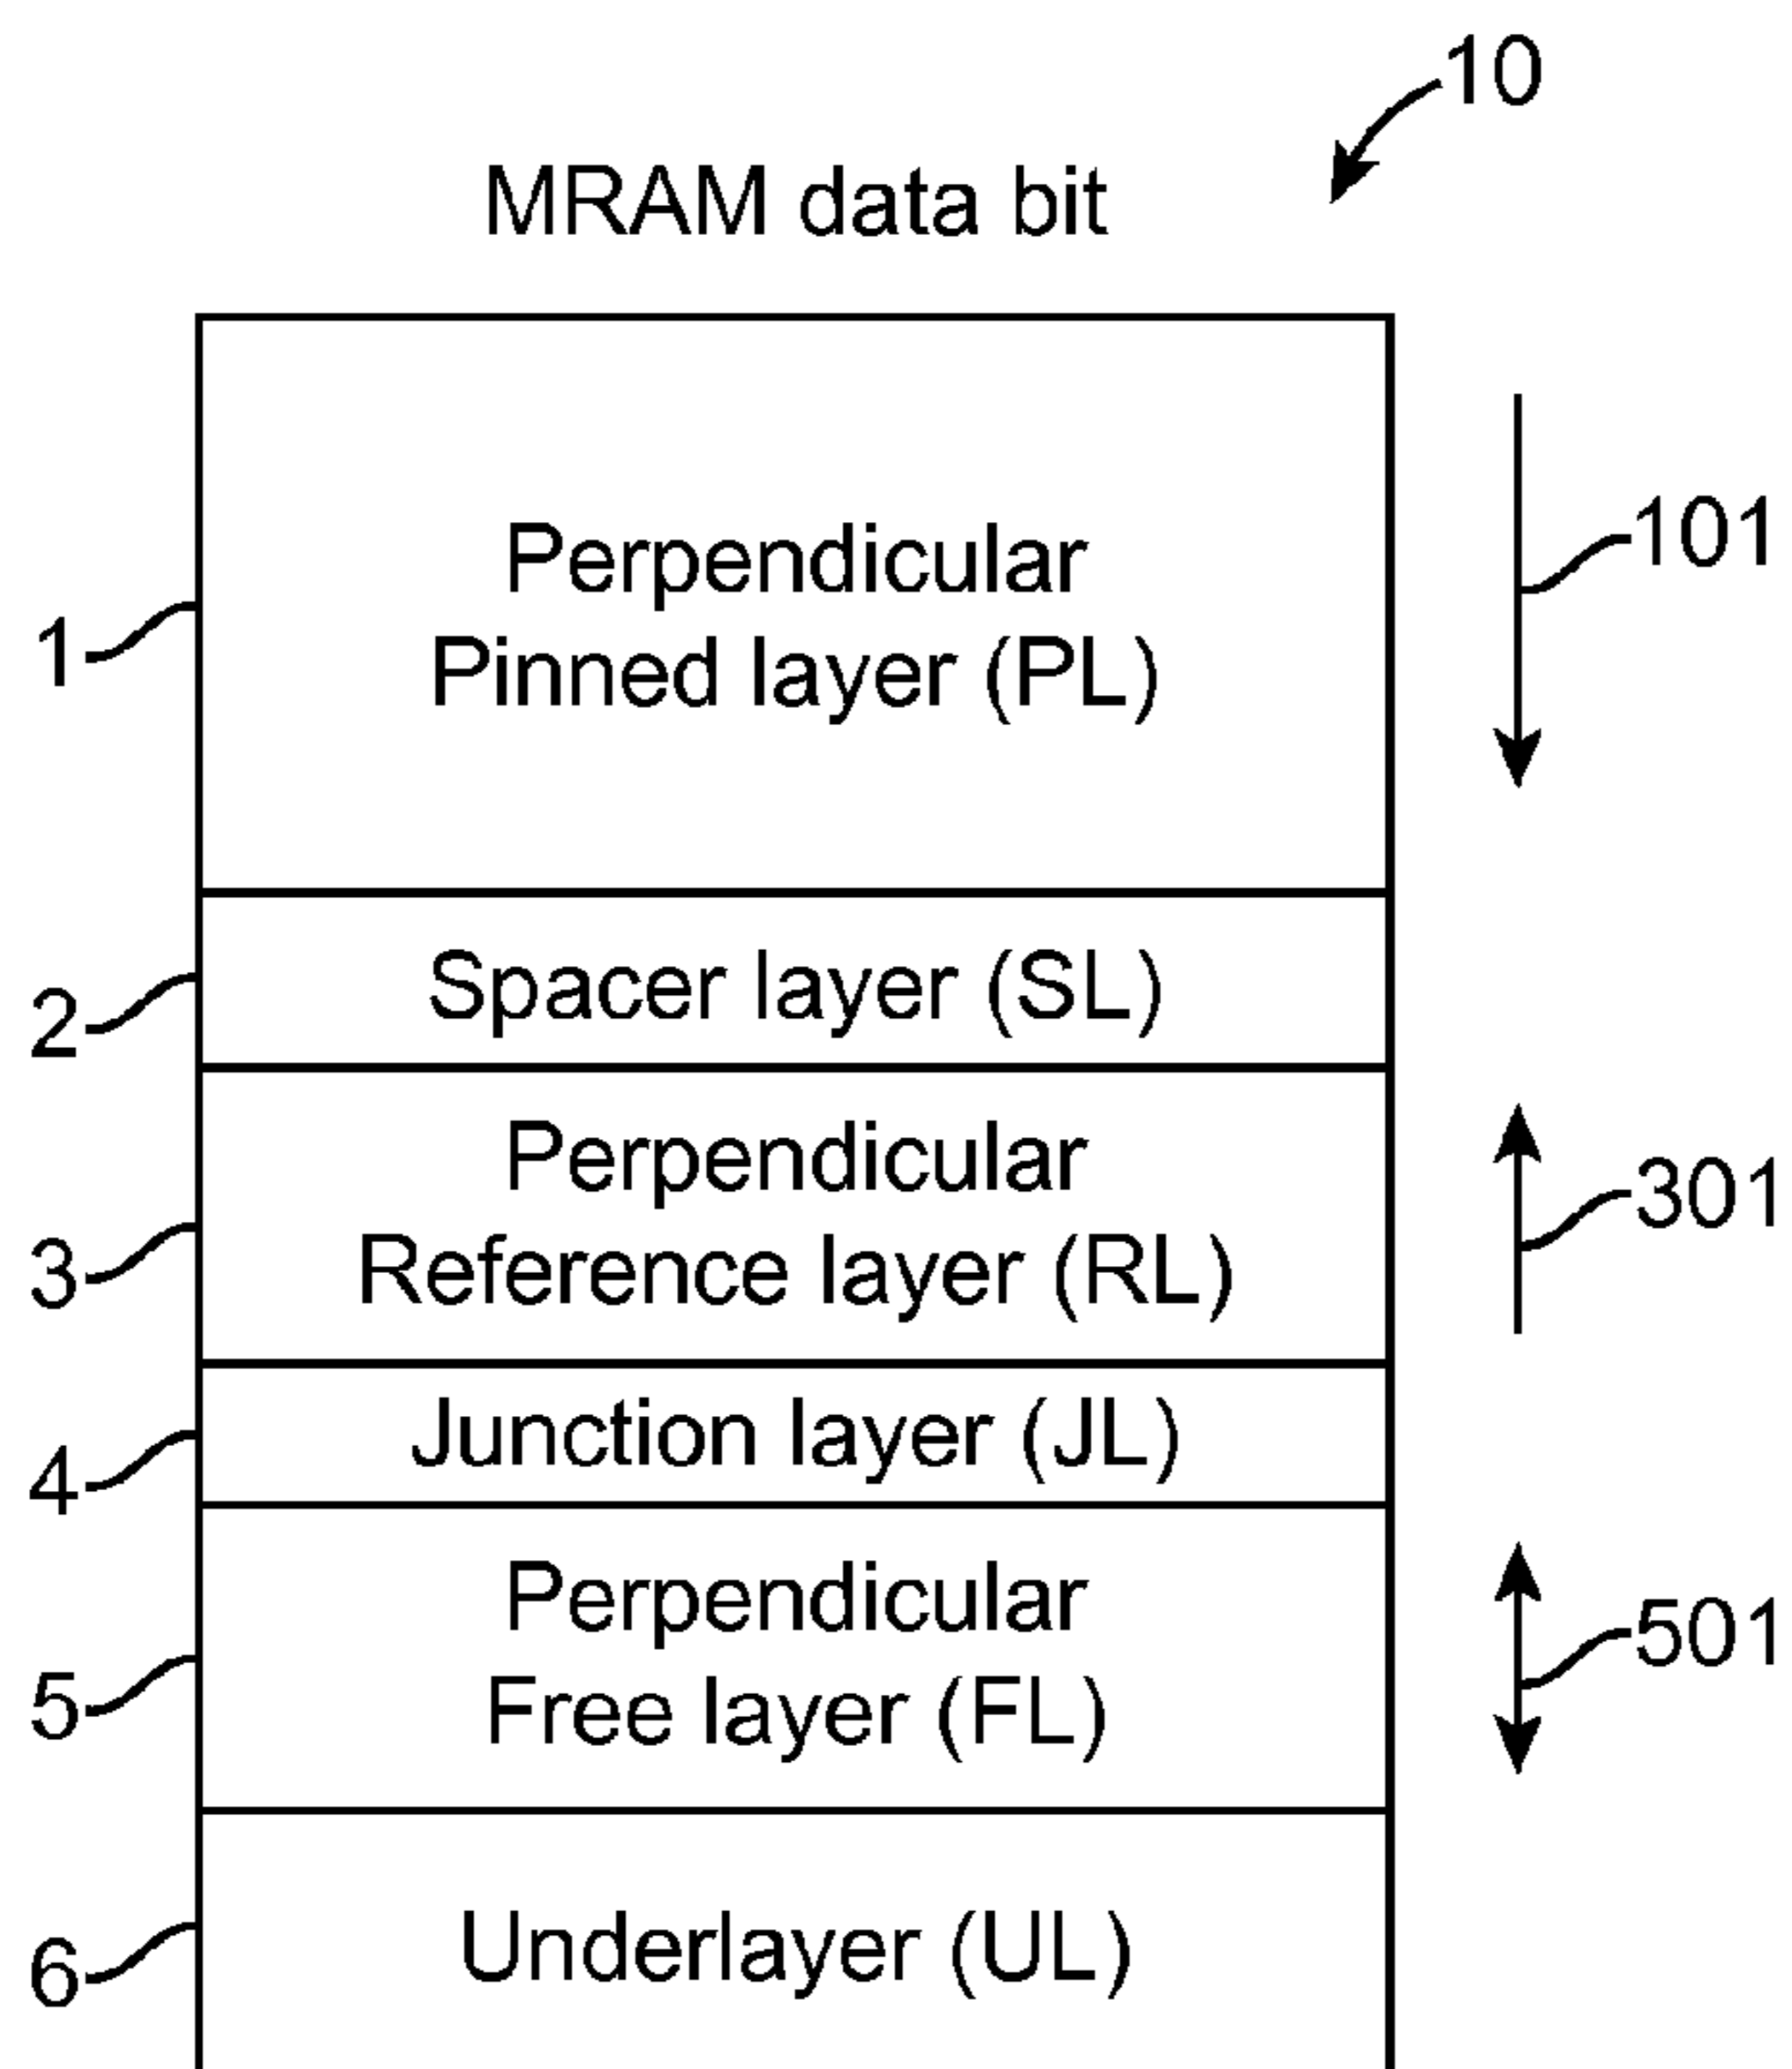 10
MRAM data bit
101
Perpendicular
Pinned layer (PL)
1
Spacer layer (SL)
2
Perpendicular
Reference layer (RL)
301
3
Junction layer (JL)
4
Perpendicular
Free layer (FL)
501
5
Underlayer (UL)
6